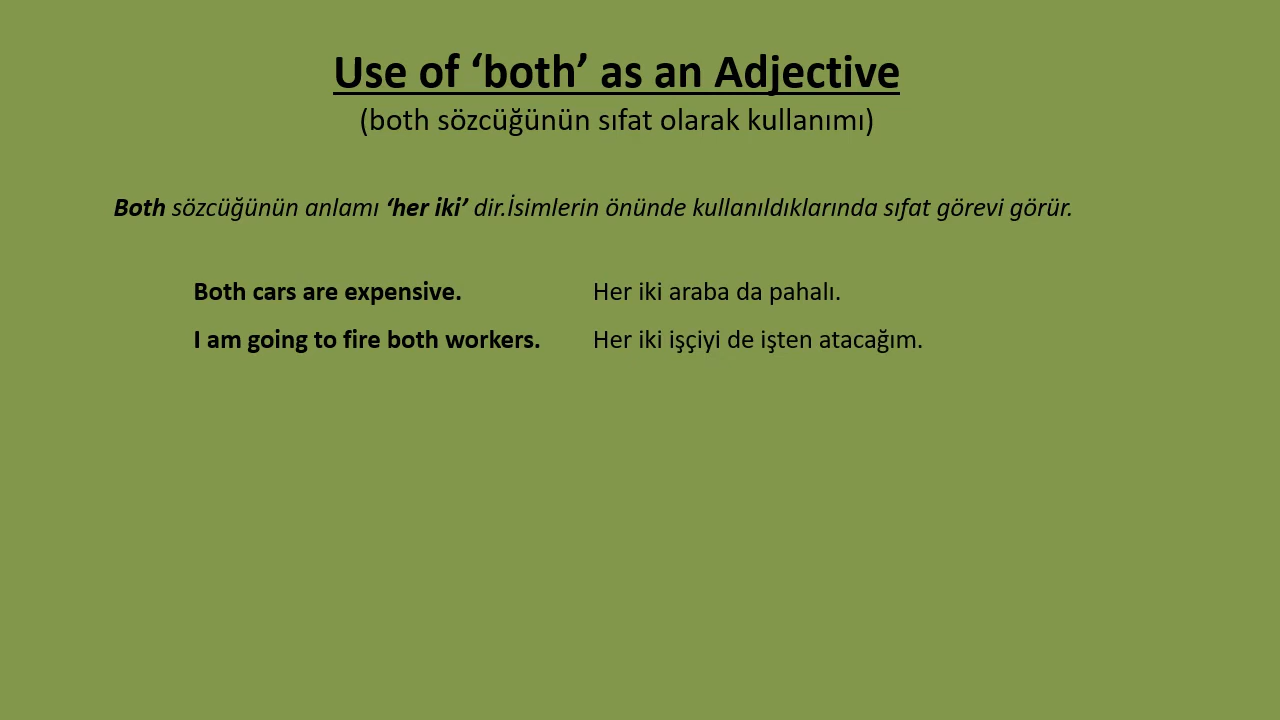 Use of ‘both’ as an Adjective
(both sözcüğünün sıfat olarak kullanımı)
Both sözcüğünün anlamı ‘her iki’ dir.İsimlerin önünde kullanıldıklarında sıfat görevi görür.
Both cars are expensive. Her iki araba da pahalı.
I am going to fire both workers. Her iki işçiyi de işten atacağım.